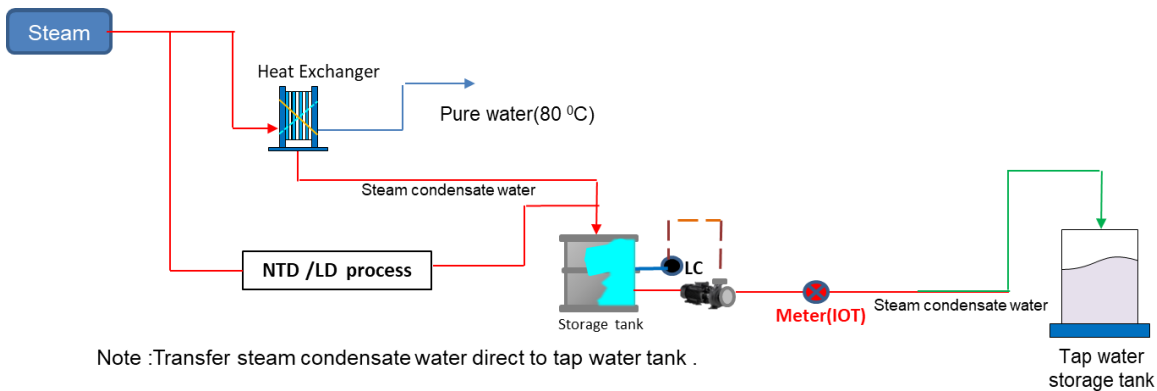 Steam
Heat Exchanger
Pure water(80 ⁰C)
Steam condensate water
NTD /LD process
LC
Storage tank
Meter(IOT)
Steam condensate water
Tap water
storage tank
Note :Transfer steam condensate water direct to tap water tank .